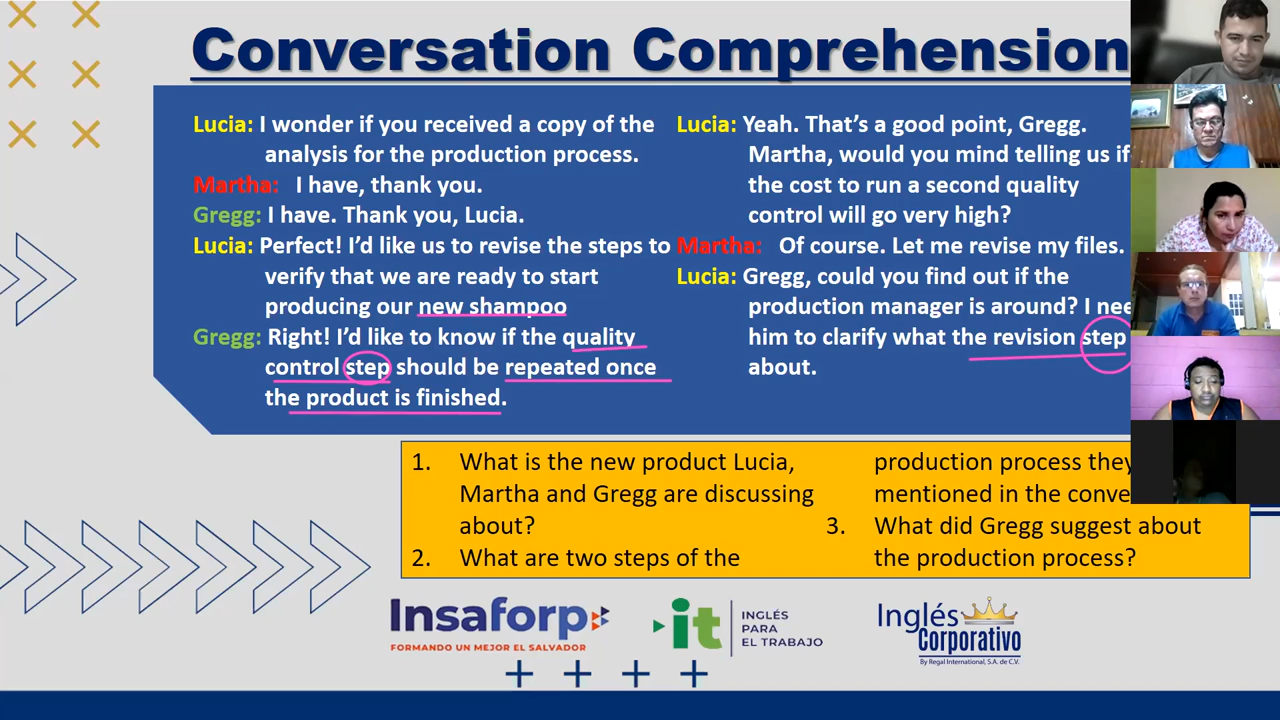 Conversation Comprehension
Lucia: I wonder if you received a copy of the
analysis for the production process.
Martha: I have, thank you.
Gregg: I have. Thank you, Lucia.
Lucia: Perfect! I’d like us to revise the steps to
verify that we are ready to start
producing our new shampoo
Gregg: Right! I’d like to know if the quality
control step should be repeated once
the product is finished.
Lucia: Yeah. That’s a good point, Gregg.
Martha, would you mind telling us if
the cost to run a second quality
control will go very high?
Martha: Of course. Let me revise my files.
Lucia: Gregg, could you find out if the
production manager is around? I
him to clarify what the revision step
about.
1. What is the new product Lucia,
Martha and Gregg are discussing
about?
2. What are two steps of the
production process they
mentioned in the
3. What did Gregg suggest about
the production process?
Insaforp
FORMANDO UN MEJOR EL SALVADOR
it
INGLÉS
PARA
EL TRABAJO
Inglés
Corporativo
By Regal International, S.A. de C.V.